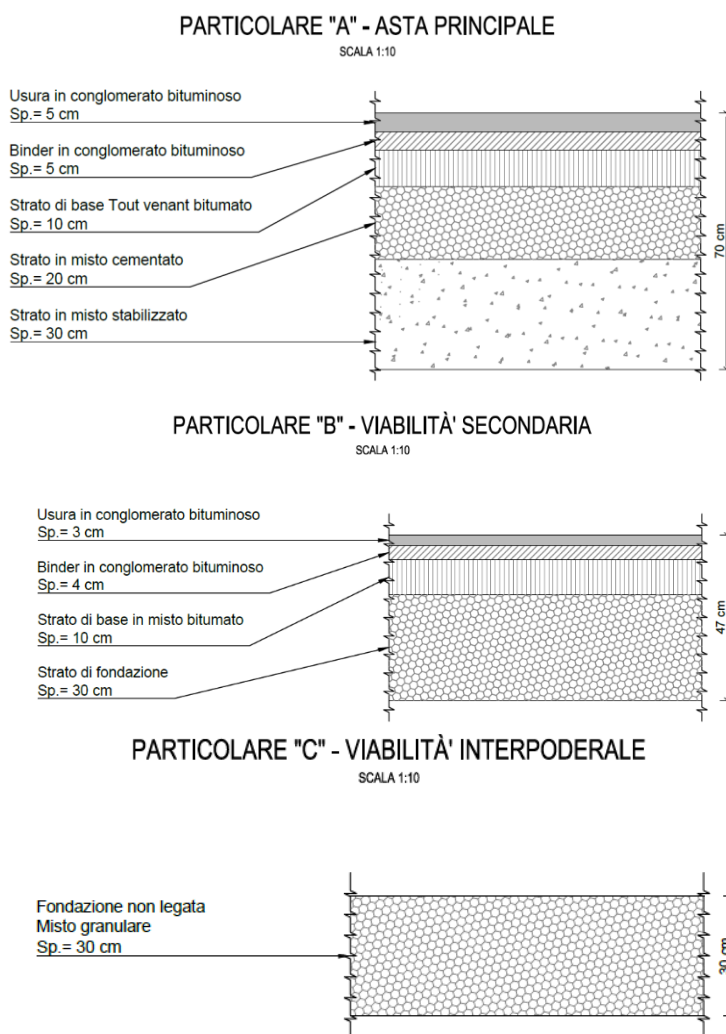 PARTICOLARE "A" - ASTA PRINCIPALE
SCALA 1:10
Usura in conglomerato bituminoso
Sp.= 5 cm
Binder in conglomerato bituminoso
Sp.= 5 cm
Strato di base Tout venant bitumato
Sp.= 10 cm
Strato in misto cementato
Sp.= 20 cm
Strato in misto stabilizzato
Sp.= 30 cm
70 cm
PARTICOLARE "B" - VIABILITÀ' SECONDARIA
SCALA 1:10
Usura in conglomerato bituminoso
Sp.= 3 cm
Binder in conglomerato bituminoso
Sp.= 4 cm
Strato di base in misto bitumato
Sp.= 10 cm
Strato di fondazione
Sp.= 30 cm
47 cm
PARTICOLARE "C" - VIABILITÀ' INTERPODERALE
SCALA 1:10
Fondazione non legata
Misto granulare
Sp.= 30 cm
30 cm